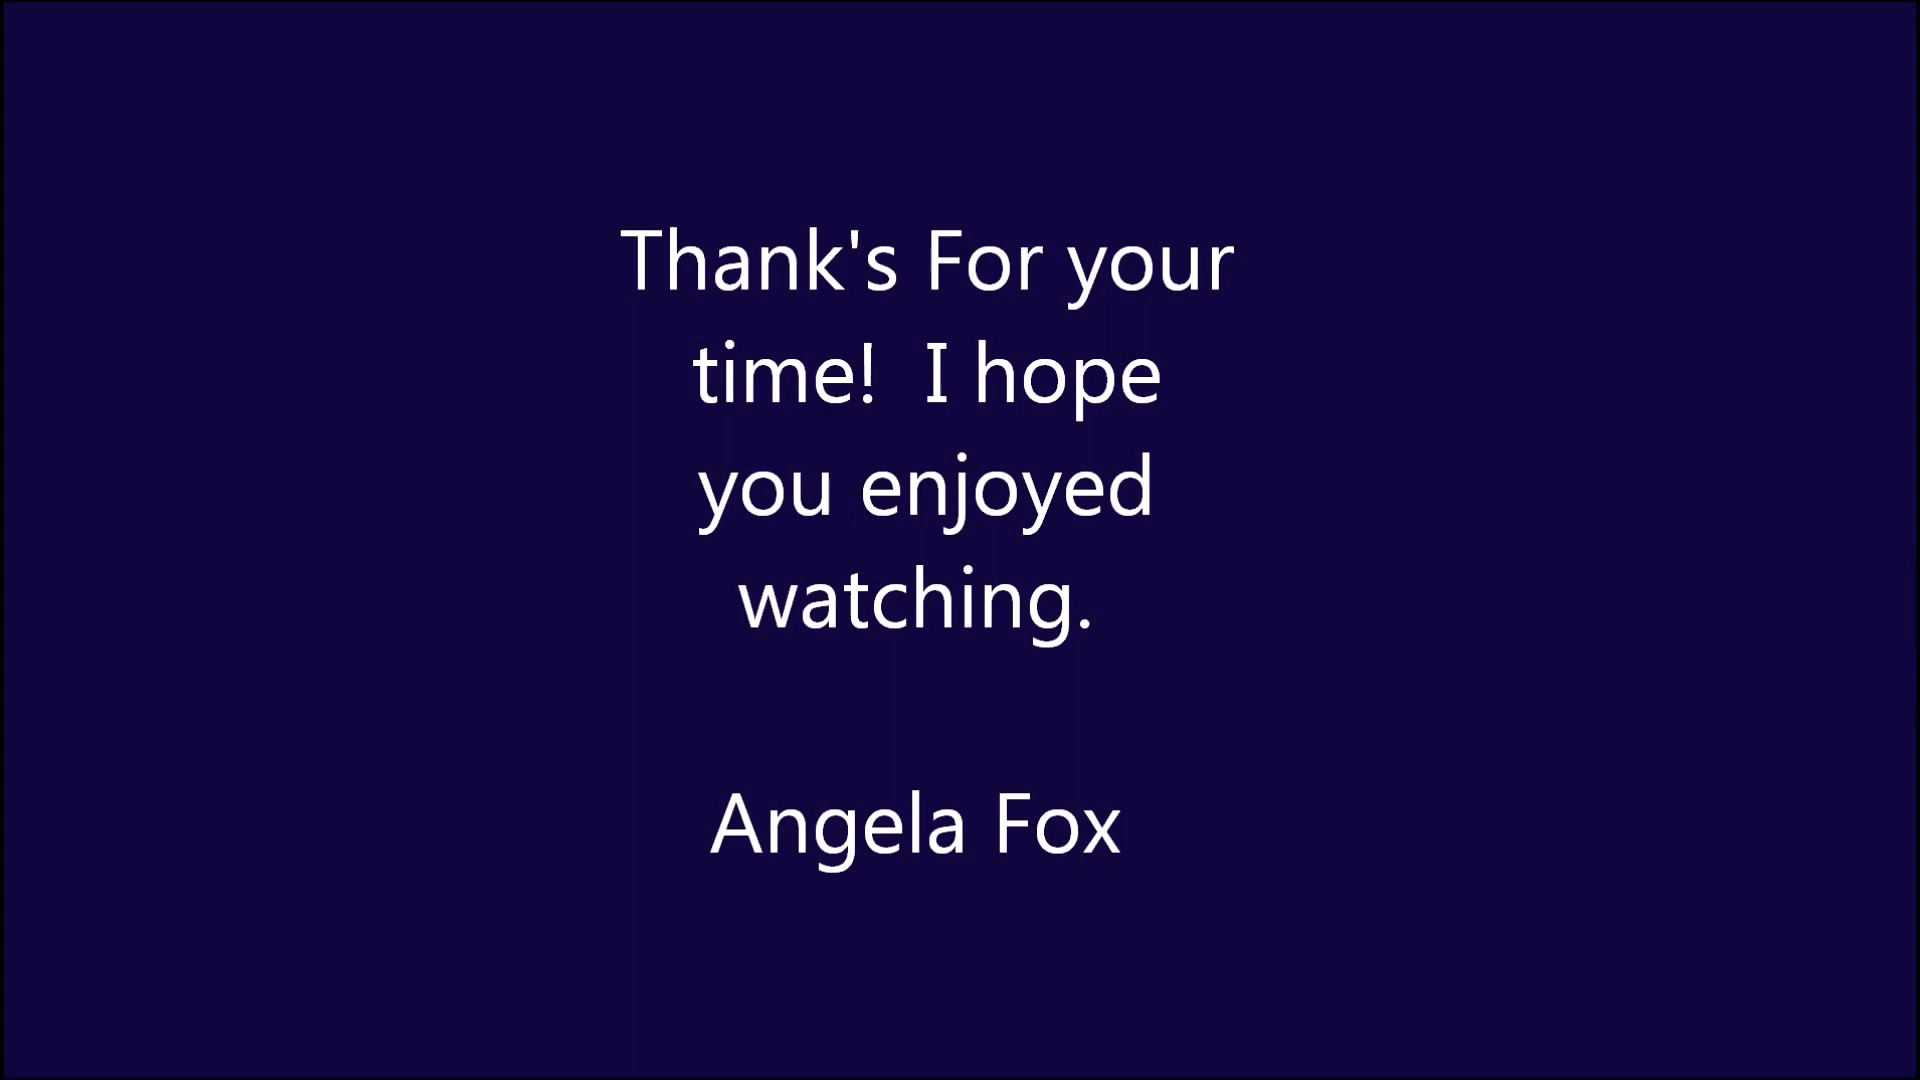 Thank's For your
time!  I hope
you enjoyed
watching.
Angela Fox